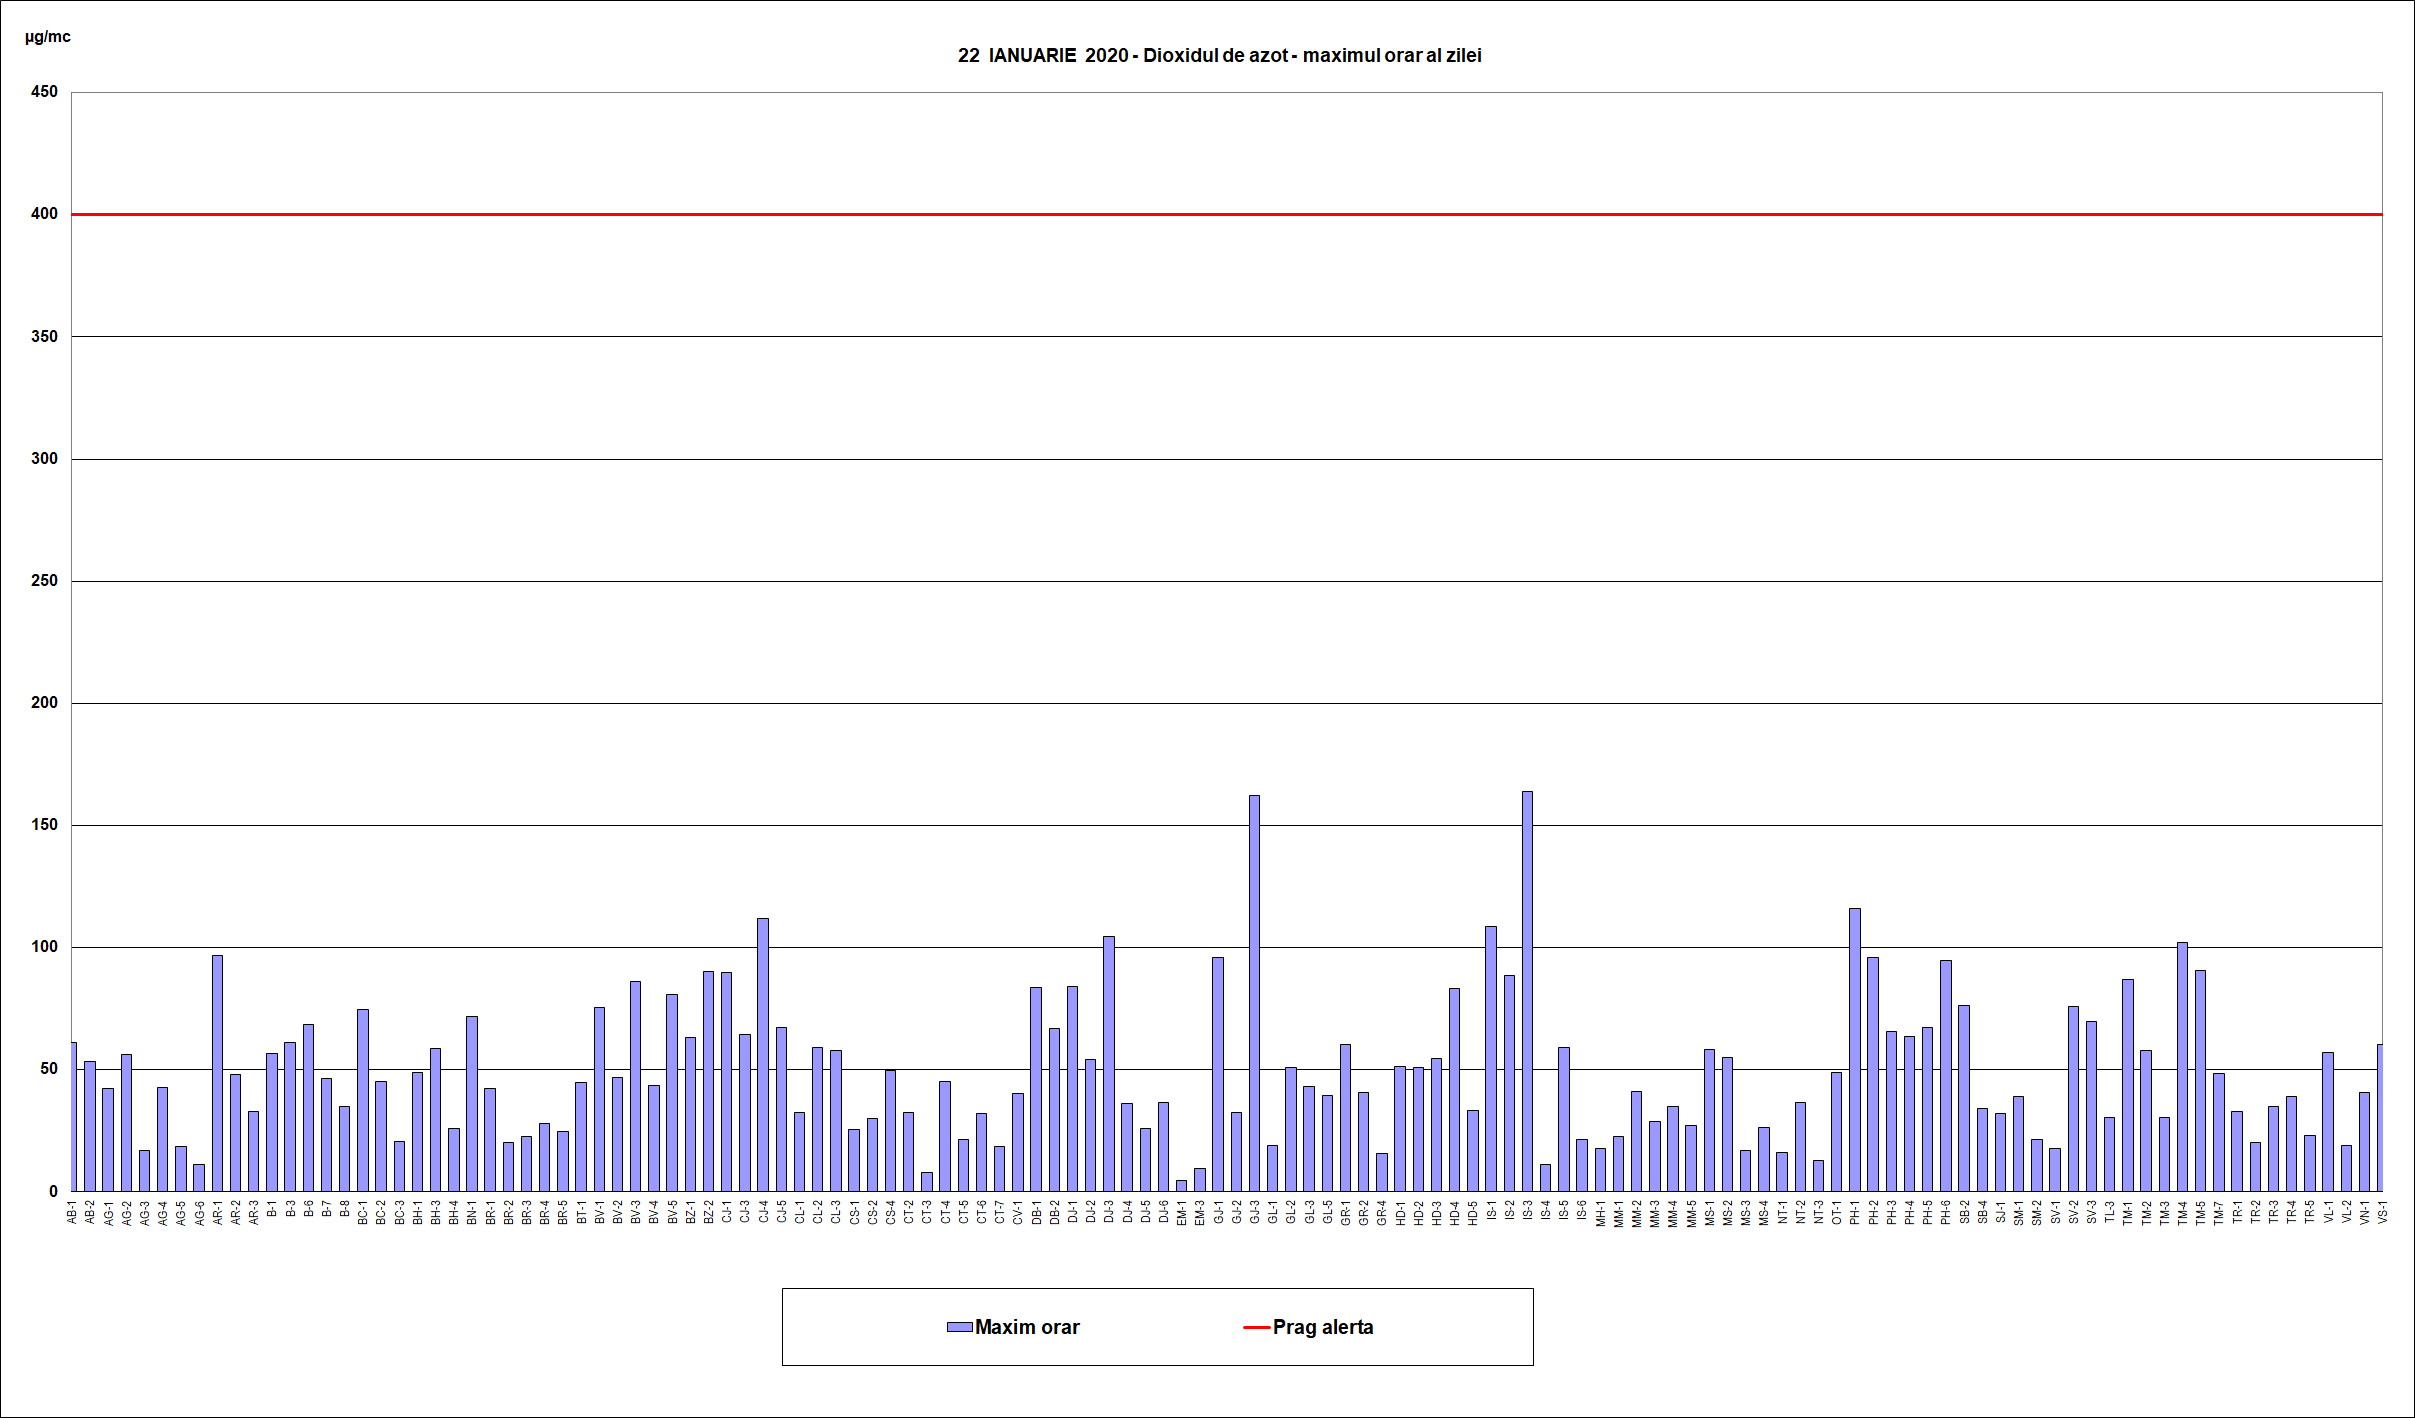 µg/mc
22 IANUARIE 2020 - Dioxidul de azot - maximul orar al zilei
450
400
350
300
250
200
150
100
50
0
AB-1 AB-2 AG-1 AG-2 AG-3 AG-4 AG-5 AG-6 AR-1 AR-2 AR-3 B-1 B-3 B-6 B-7 B-8 BC-1 BC-2 BC-3 BH-1 BH-3 BH-4 BN-1 BR-1 BR-2 BR-3 BR-4 BR-5 BT-1 BV-1 BV-2 BV-3 BV-4 BV-5 BZ-1 BZ-2 CJ-1 CJ-3 CJ-4 CJ-5 CL-1 CL-2 CL-3 CS-1 CS-2 CS-4 CT-2 CT-3 CT-4 CT-5 CT-6 CT-7 CV-1 DB-1 DB-2 DJ-1 DJ-2 DJ-3 DJ-4 DJ-5 DJ-6 EM-1 EM-3 GJ-1 GJ-2 GJ-3 GL-1 GL-2 GL-3 GL-5 GR-1 GR-2 GR-4 HD-1 HD-2 HD-3 HD-4 HD-5 IS-1 IS-2 IS-3 IS-4 IS-5 IS-6 MH-1 MM-1 MM-2 MM-3 MM-4 MM-5 MS-1 MS-2 MS-3 MS-4 NT-1 NT-2 NT-3 OT-1 PH-1 PH-2 PH-3 PH-4 PH-5 PH-6 SB-2 SB-4 SJ-1 SM-1 SM-2 SV-1 SV-2 SV-3 TL-3 TM-1 TM-2 TM-3 TM-4 TM-5 TM-7 TR-1 TR-2 TR-3 TR-4 TR-5 VL-1 VL-2 VN-1 VS-1
Maxim orar Prag alerta